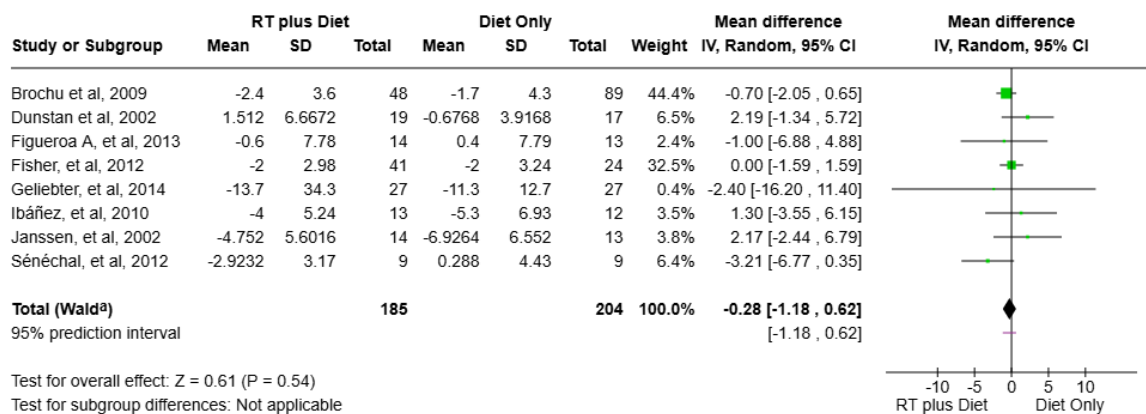 RT plus Diet Diet Only Mean difference Mean difference
Study or Subgroup Mean SD Total Mean SD Total Weight IV, Random, 95% CI IV, Random, 95% CI
Brochu et al, 2009 -2.4 3.6 48 -1.7 4.3 89 44.4% -0.70 [-2.05 , 0.65]
Dunstan et al, 2002 1.512 6.6672 19 -0.6768 3.9168 17 6.5% 2.19 [-1.34 , 5.72]
Figueroa A, et al, 2013 -0.6 7.78 14 0.4 7.79 13 2.4% -1.00 [-6.88 , 4.88]
Fisher, et al, 2012 -2 2.98 41 -2 3.24 24 32.5% 0.00 [-1.59 , 1.59]
Geliebter, et al, 2014 -13.7 34.3 27 -11.3 12.7 27 0.4% -2.40 [-16.20 , 11.40]
Ibáñez, et al, 2010 -4 5.24 13 -5.3 6.93 12 3.5% 1.30 [-3.55 , 6.15]
Janssen, et al, 2002 -4.752 5.6016 14 -6.9264 6.552 13 3.8% 2.17 [-2.44 , 6.79]
Sénéchal, et al, 2012 -2.9232 3.17 9 0.288 4.43 9 6.4% -3.21 [-6.77 , 0.35]
Total (Waldª) 185 204 100.0% -0.28 [-1.18 , 0.62]
95% prediction interval [-1.18 , 0.62]
Test for overall effect: Z = 0.61 (P = 0.54) -10 -5 0 5 10
Test for subgroup differences: Not applicable RT plus Diet Diet Only